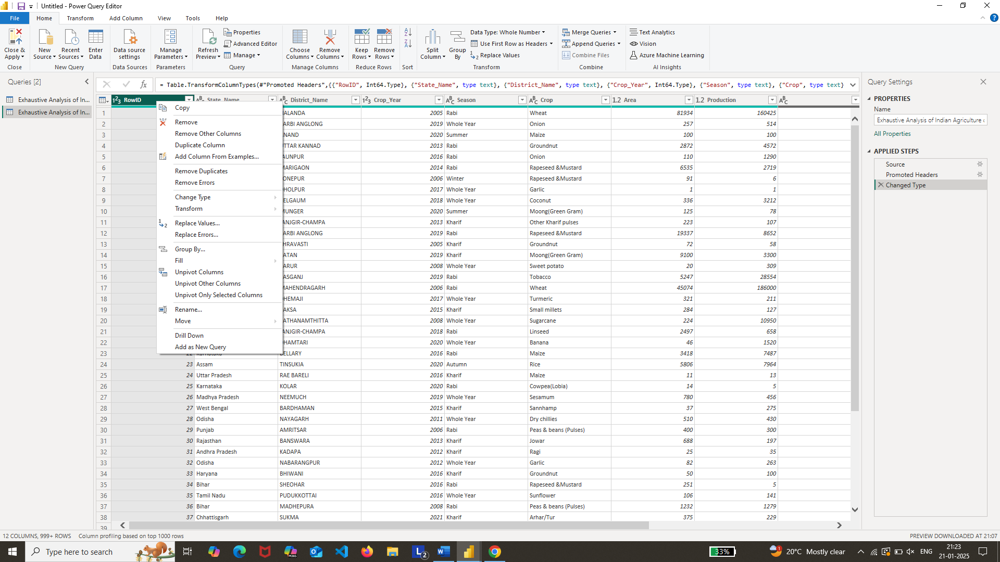 Untitled - Power Query Editor
File Home Transform Add Column View Tools Help
Close & Apply
New Source
Recent Sources
Enter Data
Data source settings
Manage Parameters
Refresh Preview
Properties
Advanced Editor
Manage
Choose Columns
Remove Columns
Keep Rows
Remove Rows
Split Column
Group By
Data Type: Whole Number
Use First Row as Headers
Replace Values
Merge Queries
Append Queries
Combine Files
Text Analytics
Vision
Azure Machine Learning
Close New Query Data Sources Parameters Query Manage Columns Reduce Rows Sort Transform Combine AI Insights
Queries [2]
Exhaustive Analysis of In...
Exhaustive Analysis of In...
= Table.TransformColumnTypes(#"Promoted Headers",{{"RowID", Int64.Type}, {"State_Name", type text}, {"District_Name", type text}, {"Crop_Year", Int64.Type}, {"Season", type text}, {"Crop", type text}
RowID State_Name District_Name Crop_Year Season Crop Area Production
Copy
Remove
Remove Other Columns
Duplicate Column
Add Column From Examples...
Remove Duplicates
Remove Errors
Change Type
Transform
Replace Values...
Replace Errors...
Group By...
Fill
Unpivot Columns
Unpivot Other Columns
Unpivot Only Selected Columns
Rename...
Move
Drill Down
Add as New Query
1 ALANDA 2005 Rabi Wheat 81934 160425
2 ARBI ANGLONG 2019 Whole Year Onion 257 514
3 NAND 2020 Summer Maize 100 100
4 TTAR KANNAD 2013 Rabi Groundnut 2872 4572
5 AUNPUR 2016 Rabi Onion 110 1290
6 MARIGAON 2014 Rabi Rapeseed &Mustard 6535 2719
7 ONEPUR 2006 Winter Rapeseed &Mustard 91 6
8 HOLPUR 2017 Whole Year Garlic 1 1
9 ELGAUM 2018 Whole Year Coconut 336 3212
10 MUNGER 2020 Summer Moong(Green Gram) 125 78
11 ANJGIR-CHAMPA 2013 Kharif Other Kharif pulses 223 107
12 ARBI ANGLONG 2019 Rabi Rapeseed &Mustard 19337 8652
13 HRAVASTI 2005 Kharif Groundnut 72 58
14 ATAN 2019 Kharif Moong(Green Gram) 9100 3300
15 ARUR 2008 Whole Year Sweet potato 20 309
16 ASGANJ 2019 Rabi Tobacco 5247 28554
17 MAHENDRAGARH 2006 Rabi Wheat 45074 186000
18 HEMAJI 2017 Whole Year Turmeric 321 211
19 AKSA 2015 Kharif Small millets 284 127
20 ATHANAMTHITTA 2008 Whole Year Sugarcane 224 10950
21 ANJGIR-CHAMPA 2018 Rabi Linseed 2497 658
22 HAMTARI 2020 Whole Year Banana 46 1520
23 22 Karnataka BELLARY 2016 Rabi Maize 3418 7487
24 23 Assam TINSUKIA 2020 Autumn Rice 5806 7964
25 24 Uttar Pradesh RAE BARELI 2016 Kharif Maize 11 13
26 25 Karnataka KOLAR 2020 Rabi Cowpea(Lobia) 14 5
27 26 Madhya Pradesh NEEMUCH 2019 Whole Year Sesamum 780 456
28 27 West Bengal BARDHAMAN 2015 Kharif Sannhamp 37 275
29 28 Odisha NAYAGARH 2011 Whole Year Dry chillies 510 430
30 29 Punjab AMRITSAR 2006 Rabi Peas & beans (Pulses) 400 300
31 30 Rajasthan BANSWARA 2013 Kharif Jowar 688 197
32 31 Andhra Pradesh KADAPA 2012 Kharif Ragi 25 35
33 32 Odisha NABARANGPUR 2012 Whole Year Garlic 82 263
34 33 Haryana BHIWANI 2016 Kharif Groundnut 50 100
35 34 Bihar SHEOHAR 2016 Rabi Rapeseed &Mustard 251 5
36 35 Tamil Nadu PUDUKKOTTAI 2016 Whole Year Sunflower 106 141
37 36 Bihar MADHEPURA 2008 Rabi Peas & beans (Pulses) 1232 1279
38 37 Chhattisgarh SUKMA 2021 Kharif Arhar/Tur 375 229
39
Query Settings
PROPERTIES
Name
Exhaustive Analysis of Indian Agriculture
All Properties
APPLIED STEPS
Source
Promoted Headers
Changed Type
12 COLUMNS, 999+ ROWS Column profiling based on top 1000 rows
PREVIEW DOWNLOADED AT 21:07
Type here to search
33%
20°C Mostly clear
ENG
21:23
21-01-2025